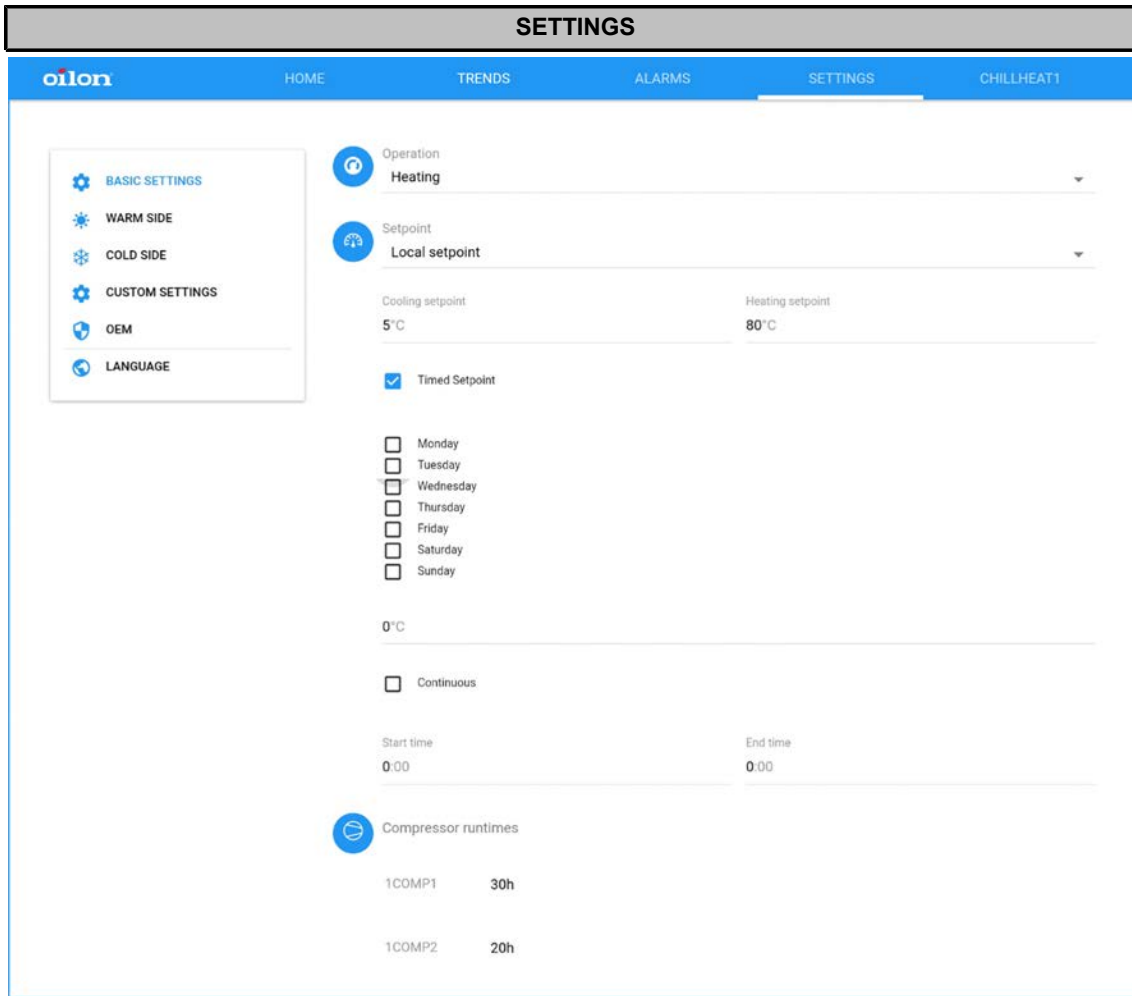 SETTINGS
oilon HOME TRENDS ALARMS SETTINGS CHILLHEAT1
BASIC SETTINGS
WARM SIDE
COLD SIDE
CUSTOM SETTINGS
OEM
LANGUAGE
Operation
Heating
Setpoint
Local setpoint
Cooling setpoint Heating setpoint
5°C 80°C
Timed Setpoint
Monday
Tuesday
Wednesday
Thursday
Friday
Saturday
Sunday
0°C
Continuous
Start time End time
0:00 0:00
Compressor runtimes
1COMP1 30h
1COMP2 20h